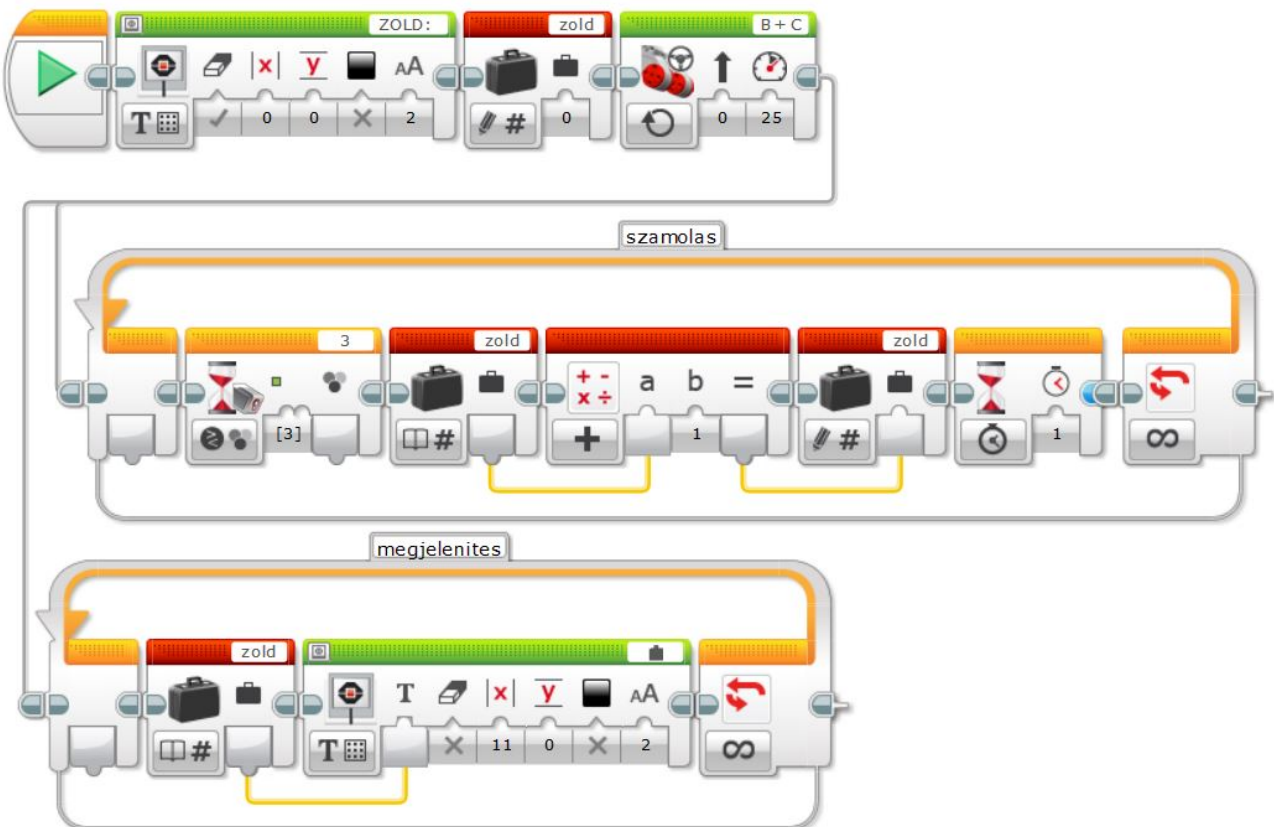 ZOLD: zold B + C
T 0 0 2 # 0 0 25
szamolas
3 zold zold
a b =
[3] # 1 # 1
megjelenites
zold
T
# T 11 0 2